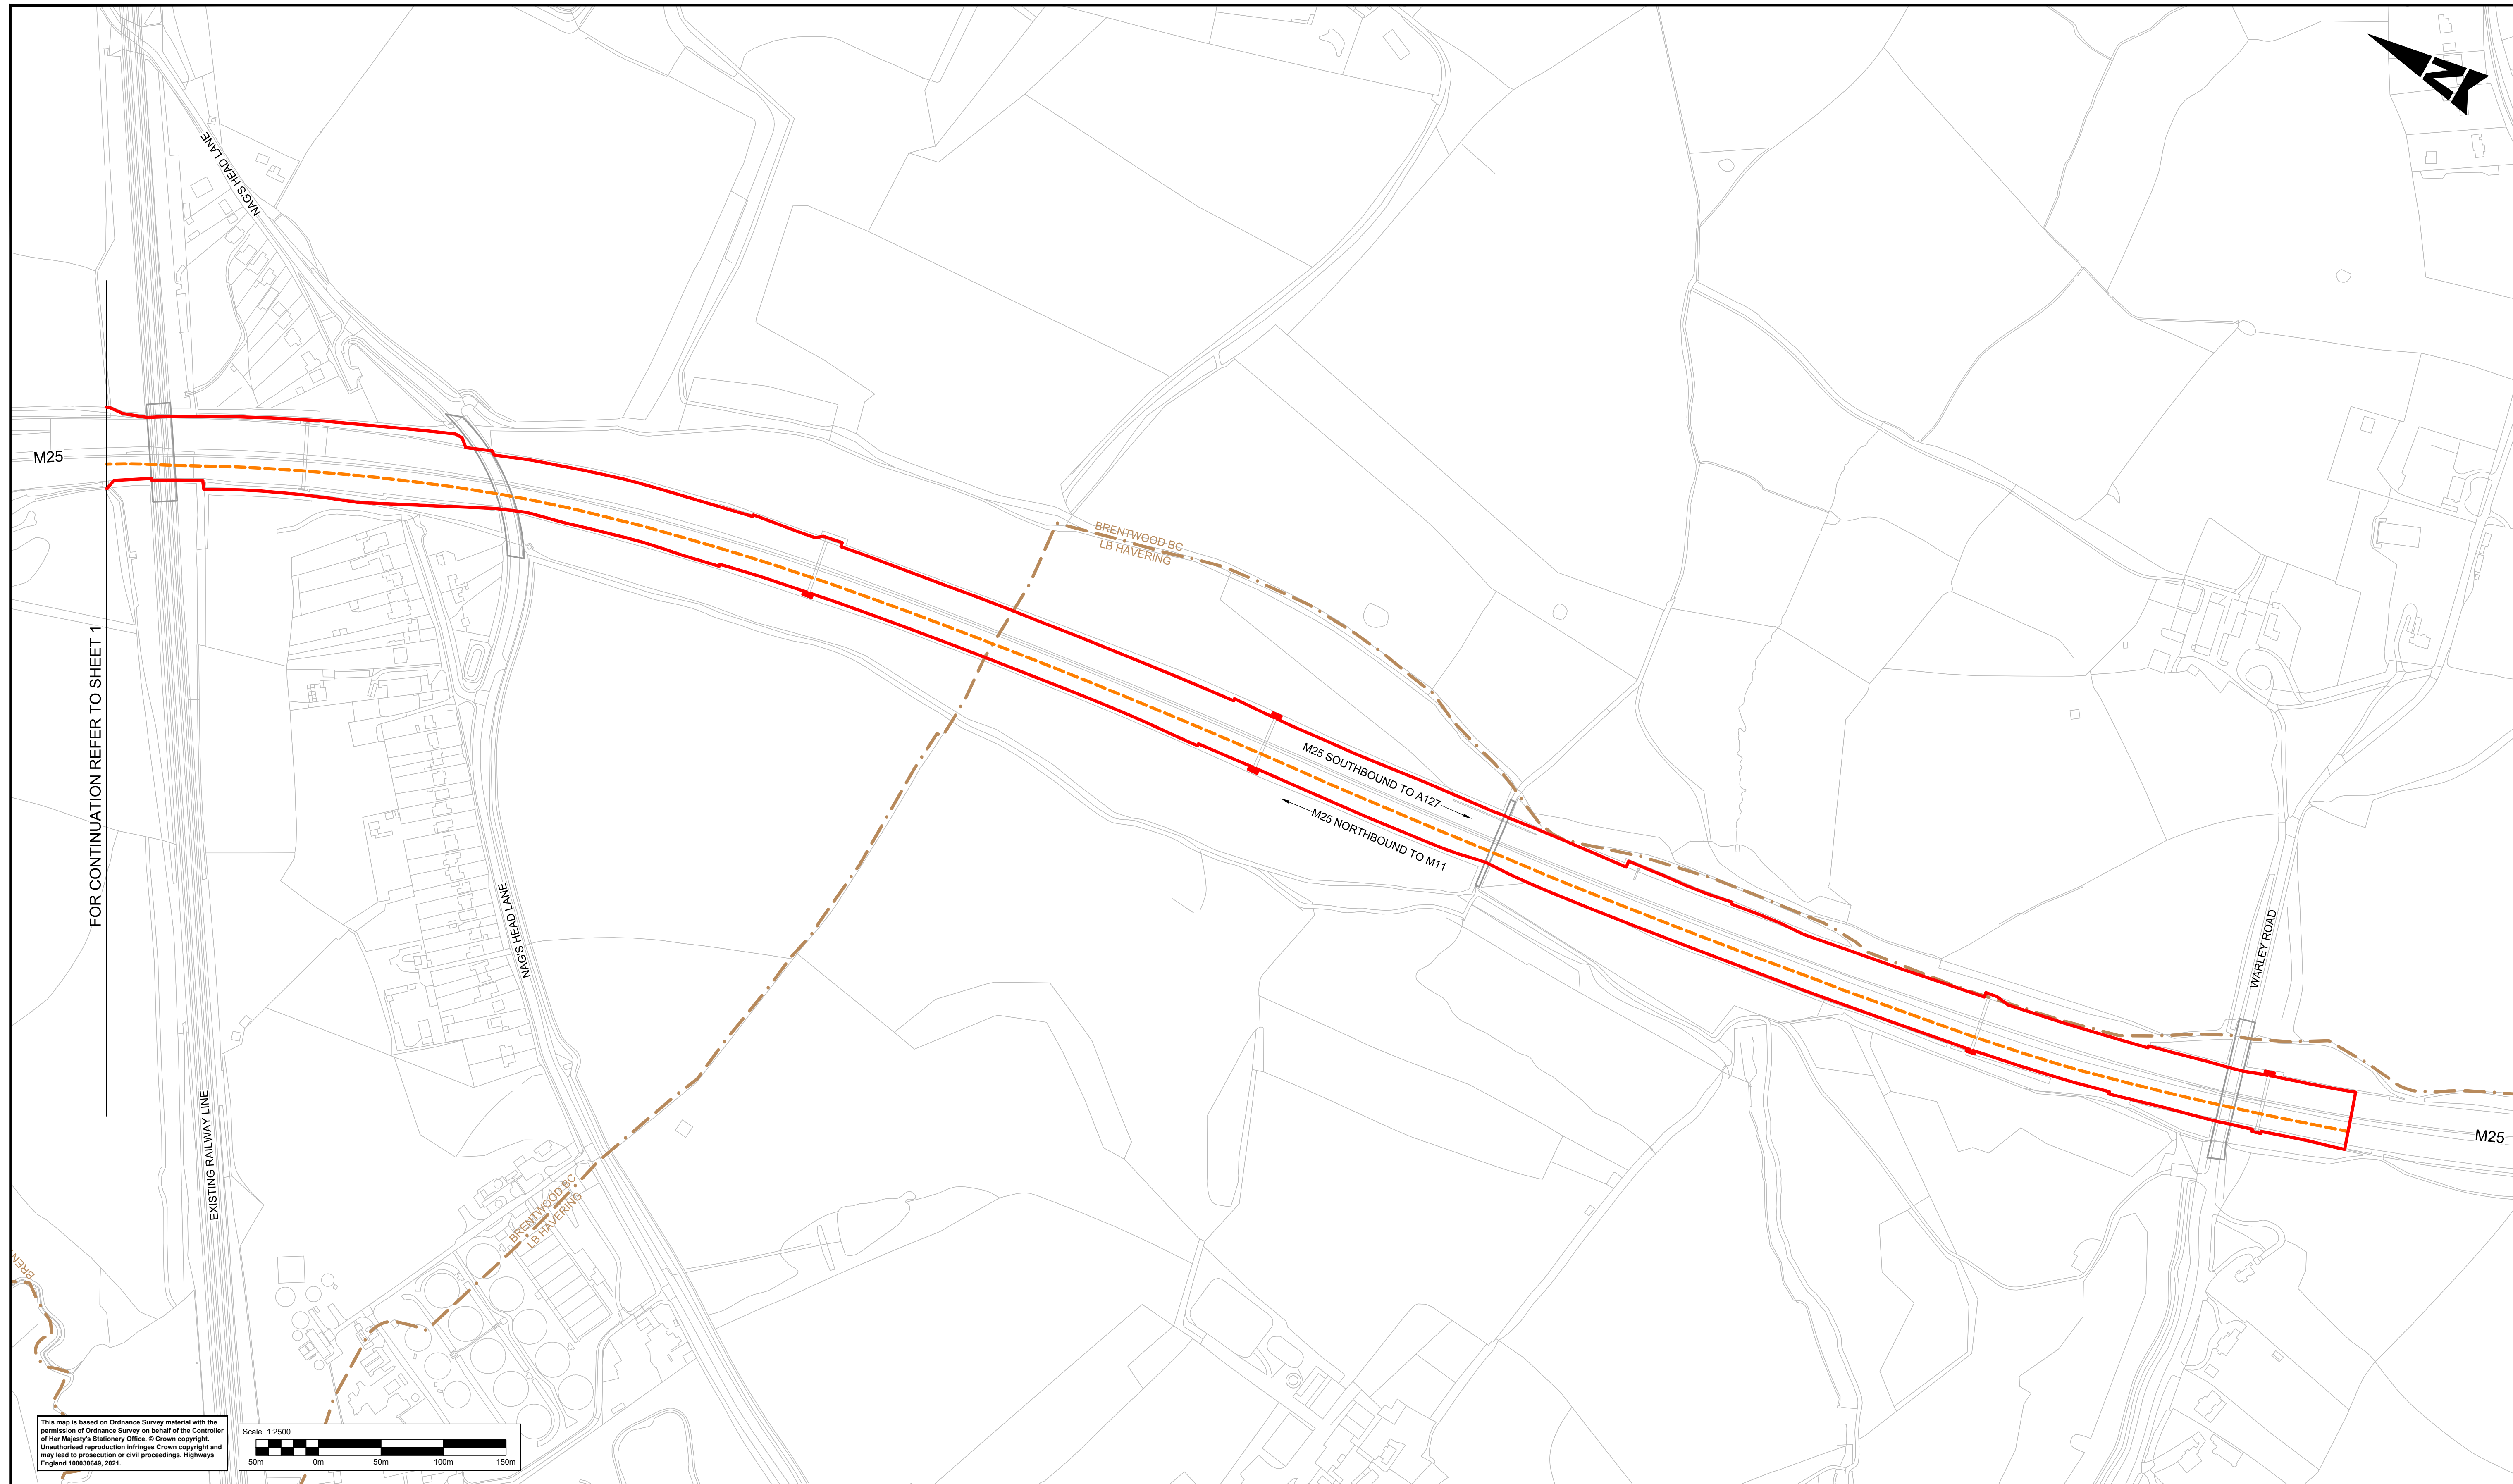 NAG'S HEAD LANE
N
M25
BRENTWOOD BC
LB HAVERING
FOR CONTINUATION REFER TO SHEET 1
M25 SOUTHBOUND TO A127
M25 NORTHBOUND TO M11
NAG'S HEAD LANE
WARLEY ROAD
M25
EXISTING RAILWAY LINE
BRENTWOOD BC
LB HAVERING
BREN
This map is based on Ordnance Survey material with the
permission of Ordnance Survey on behalf of the Controller
of Her Majesty's Stationery Office. © Crown copyright.
Unauthorised reproduction infringes Crown copyright and
may lead to prosecution or civil proceedings. Highways
England 100030649, 2021.
Scale 1:2500
50m 0m 50m 100m 150m